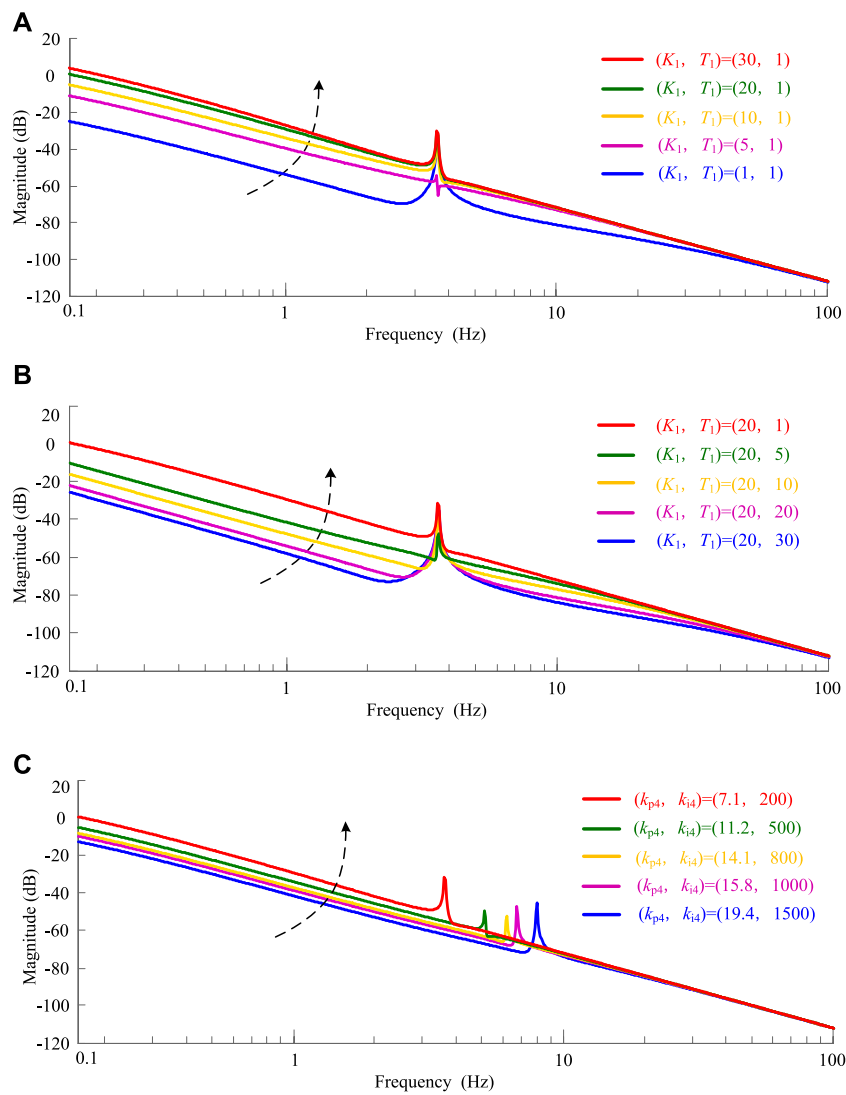 A
20
0
-20
-40
-60
-80
-100
-120
Magnitude (dB)
0.1
1
10
100
Frequency (Hz)
(K₁, T₁)=(30, 1)
(K₁, T₁)=(20, 1)
(K₁, T₁)=(10, 1)
(K₁, T₁)=(5, 1)
(K₁, T₁)=(1, 1)
B
20
0
-20
-40
-60
-80
-100
-120
Magnitude (dB)
0.1
1
10
100
Frequency (Hz)
(K₁, T₁)=(20, 1)
(K₁, T₁)=(20, 5)
(K₁, T₁)=(20, 10)
(K₁, T₁)=(20, 20)
(K₁, T₁)=(20, 30)
C
20
0
-20
-40
-60
-80
-100
-120
Magnitude (dB)
0.1
1
10
100
Frequency (Hz)
(kp4, ki4)=(7.1, 200)
(kp4, ki4)=(11.2, 500)
(kp4, ki4)=(14.1, 800)
(kp4, ki4)=(15.8, 1000)
(kp4, ki4)=(19.4, 1500)